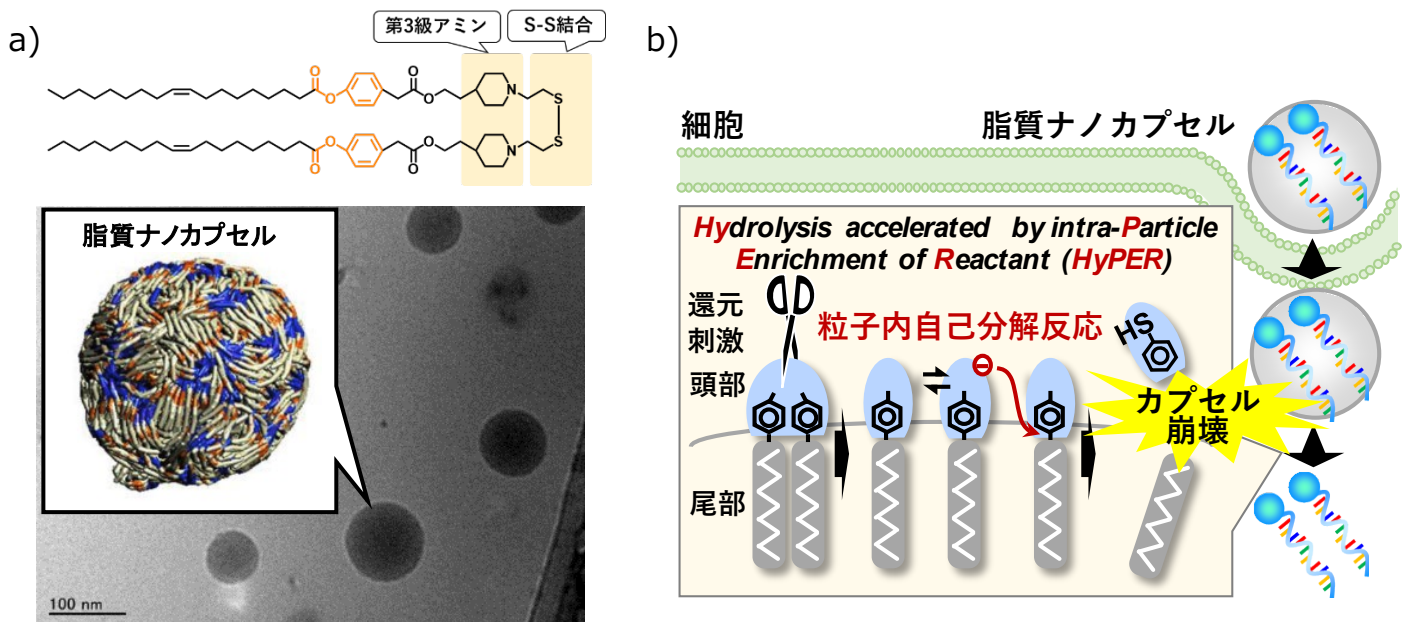 a)
第3級アミン
S-S結合
O
O
O
O
N
S
S
O
O
O
O
N
脂質ナノカプセル
100 nm
b)
細胞
脂質ナノカプセル
Hydrolysis accelerated by intra-Particle
Enrichment of Reactant (HyPER)
還元
刺激
粒子内自己分解反応
頭部
HS
カプセル
崩壊
尾部